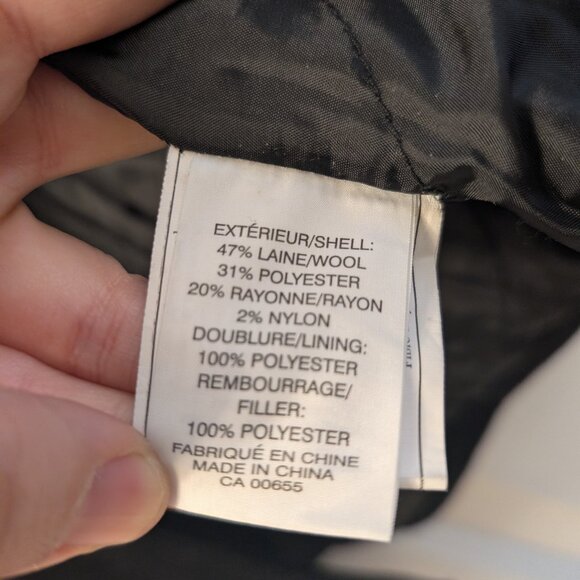 EXTÉRIEUR/SHELL:
47% LAINE/WOOL
31% POLYESTER
20% RAYONNE/RAYON
2% NYLON
DOUBLURE/LINING:
100% POLYESTER
REMBOURRAGE/
FILLER:
100% POLYESTER
FABRIQUÉ EN CHINE
MADE IN CHINA
CA 00655